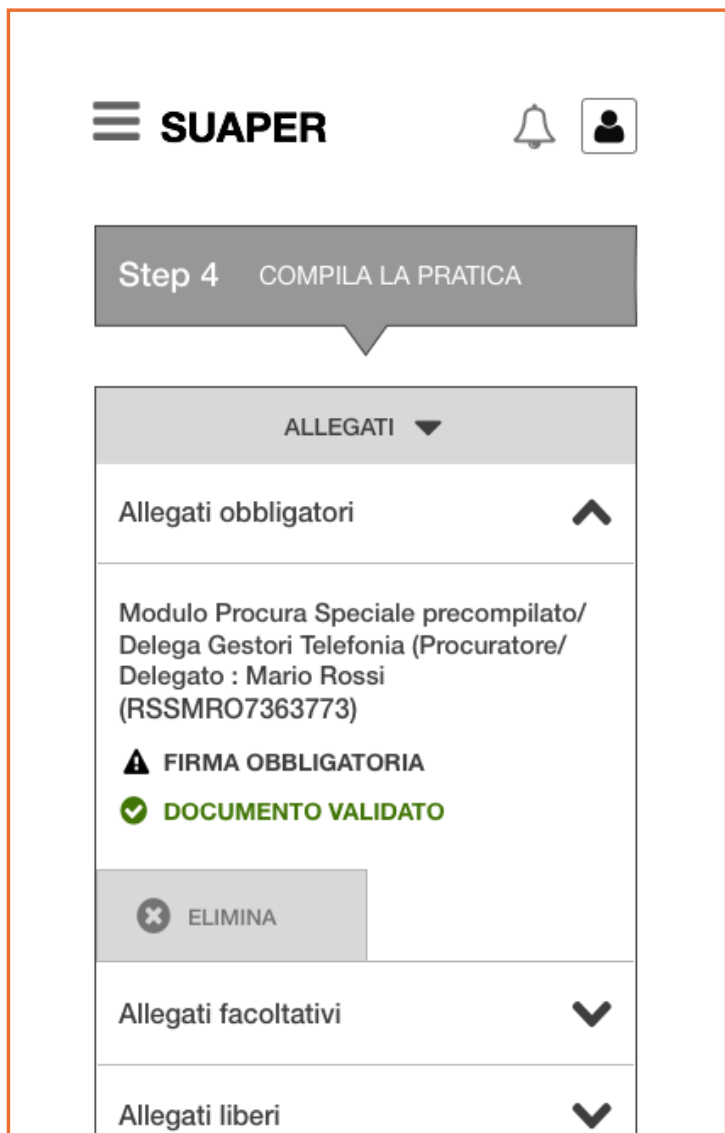 SUAPER
Step 4 COMPILA LA PRATICA
ALLEGATI
Allegati obbligatori
Modulo Procura Speciale precompilato/
Delega Gestori Telefonia (Procuratore/
Delegato : Mario Rossi
(RSSMRO7363773)
FIRMA OBBLIGATORIA
DOCUMENTO VALIDATO
ELIMINA
Allegati facoltativi
Allegati liberi